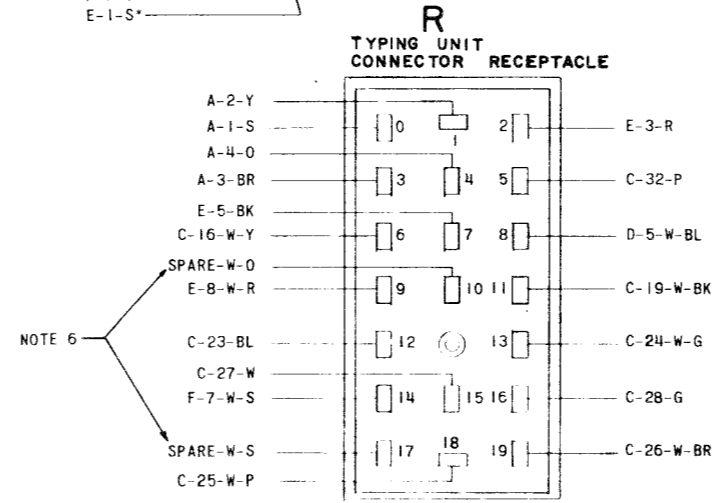 E-1-S*
R
TYPING UNIT
CONNECTOR RECEPTACLE
A-2-Y
A-1-S 0 1 2 E-3-R
A-4-O
A-3-BR 3 4 5 C-32-P
E-5-BK
C-16-W-Y 6 7 8 D-5-W-BL
SPARE-W-O
E-8-W-R 9 10 11 C-19-W-BK
NOTE 6 C-23-BL 12 13 C-24-W-G
C-27-W
F-7-W-S 14 15 16 C-28-G
SPARE-W-S 17 18 19 C-26-W-BR
C-25-W-P